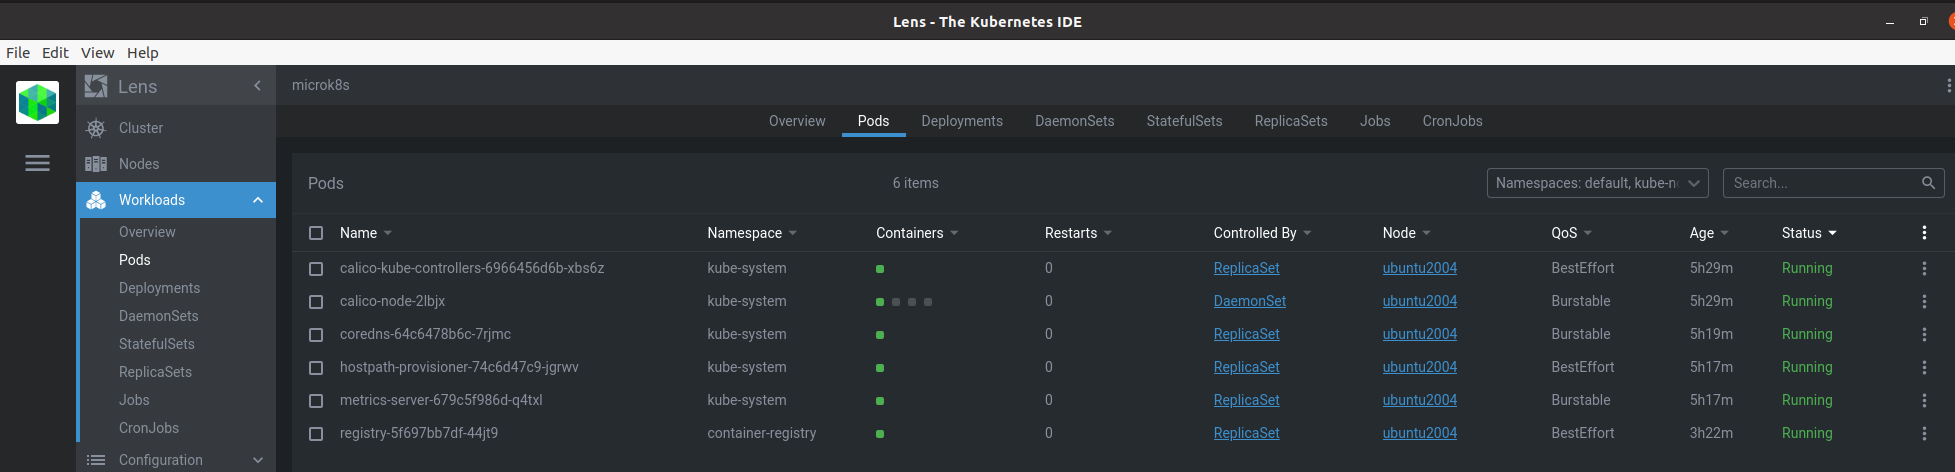 Lens - The Kubernetes IDE
File Edit View Help
Lens
microk8s
Cluster
Nodes
Workloads
Overview
Pods
Deployments
DaemonSets
StatefulSets
ReplicaSets
Jobs
CronJobs
Configuration
Overview Pods Deployments DaemonSets StatefulSets ReplicaSets Jobs CronJobs
Pods 6 items Namespaces: default, kube-n Search...
Name Namespace Containers Restarts Controlled By Node QoS Age Status
calico-kube-controllers-6966456d6b-xbs6z kube-system 0 ReplicaSet ubuntu2004 BestEffort 5h29m Running
calico-node-2lbjx kube-system 0 DaemonSet ubuntu2004 Burstable 5h29m Running
coredns-64c6478b6c-7rjmc kube-system 0 ReplicaSet ubuntu2004 Burstable 5h19m Running
hostpath-provisioner-74c6d47c9-jgrwv kube-system 0 ReplicaSet ubuntu2004 BestEffort 5h17m Running
metrics-server-679c5f986d-q4txl kube-system 0 ReplicaSet ubuntu2004 Burstable 5h17m Running
registry-5f697bb7df-44jt9 container-registry 0 ReplicaSet ubuntu2004 BestEffort 3h22m Running